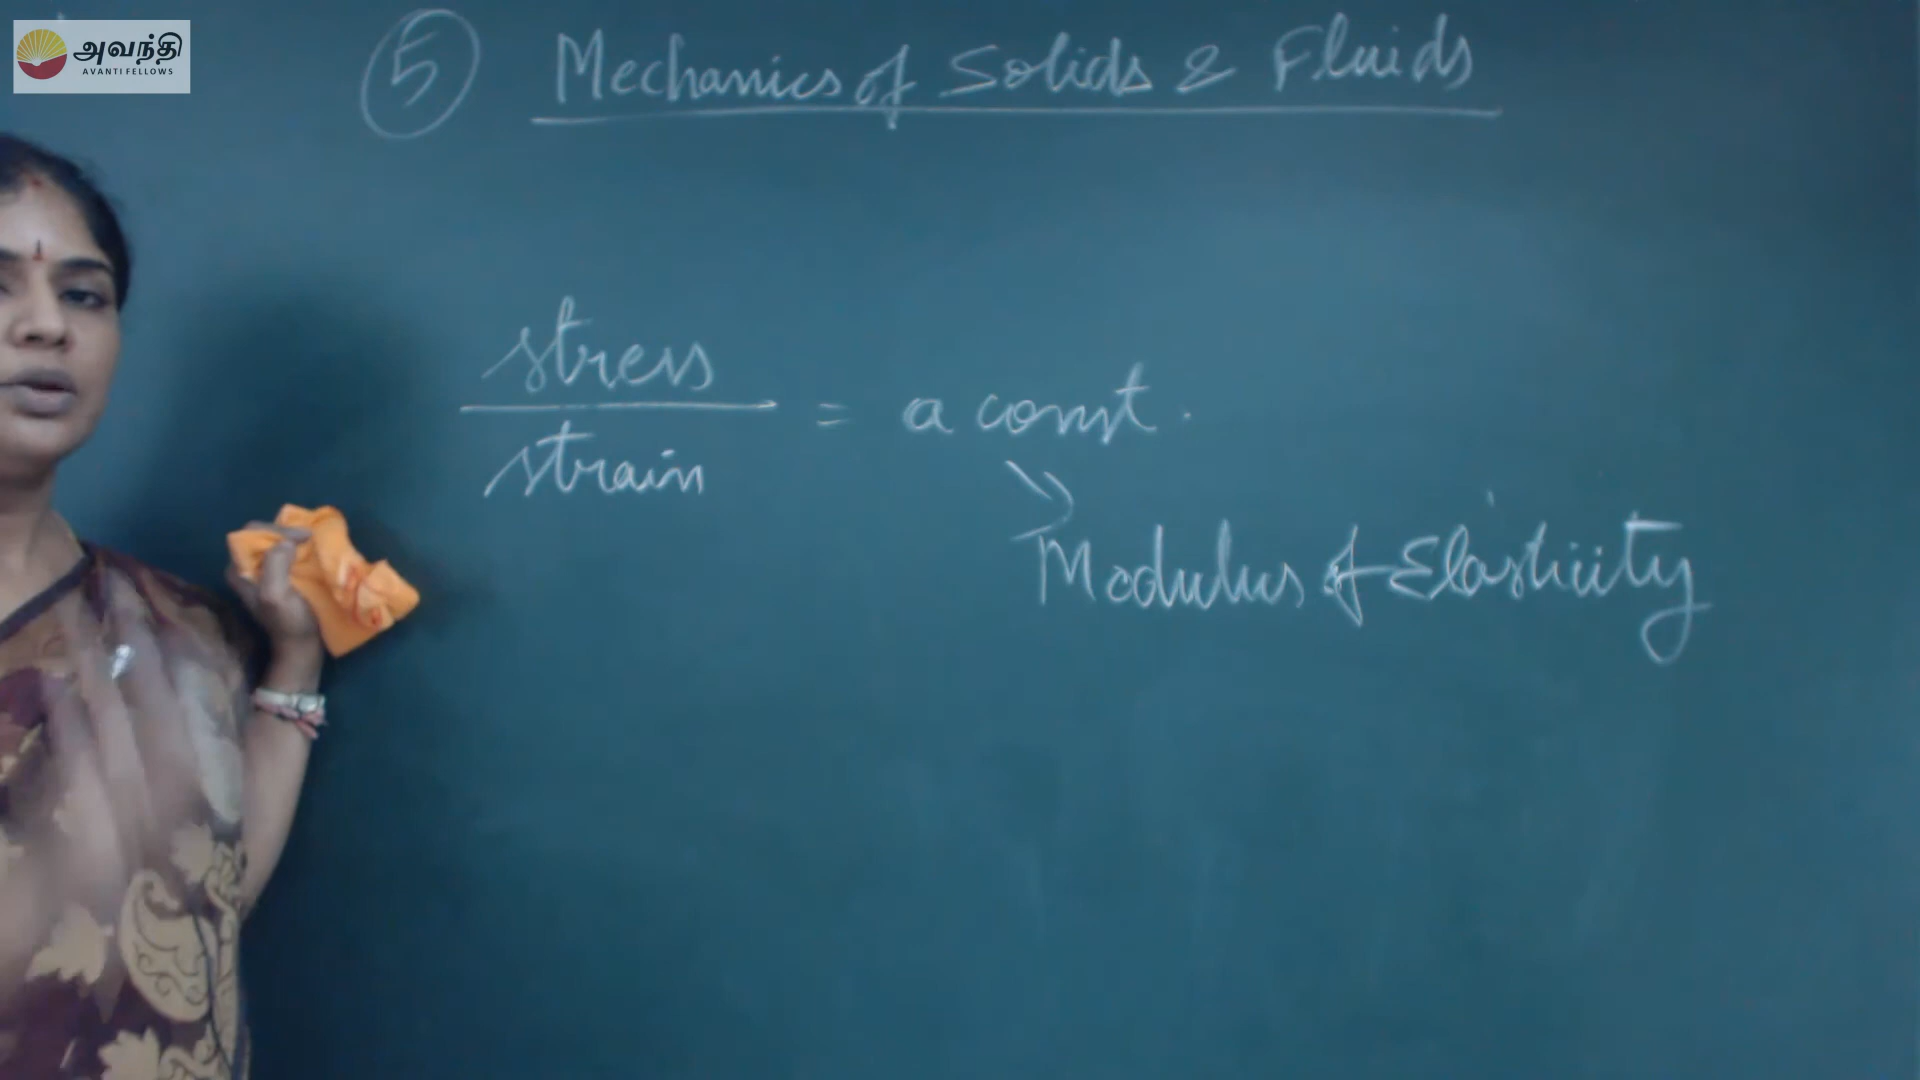 அவந்தி
AVANTI FELLOWS
5 Mechanics of Solids & Fluids
stress
strain
= a const.
Modulus of Elasticity